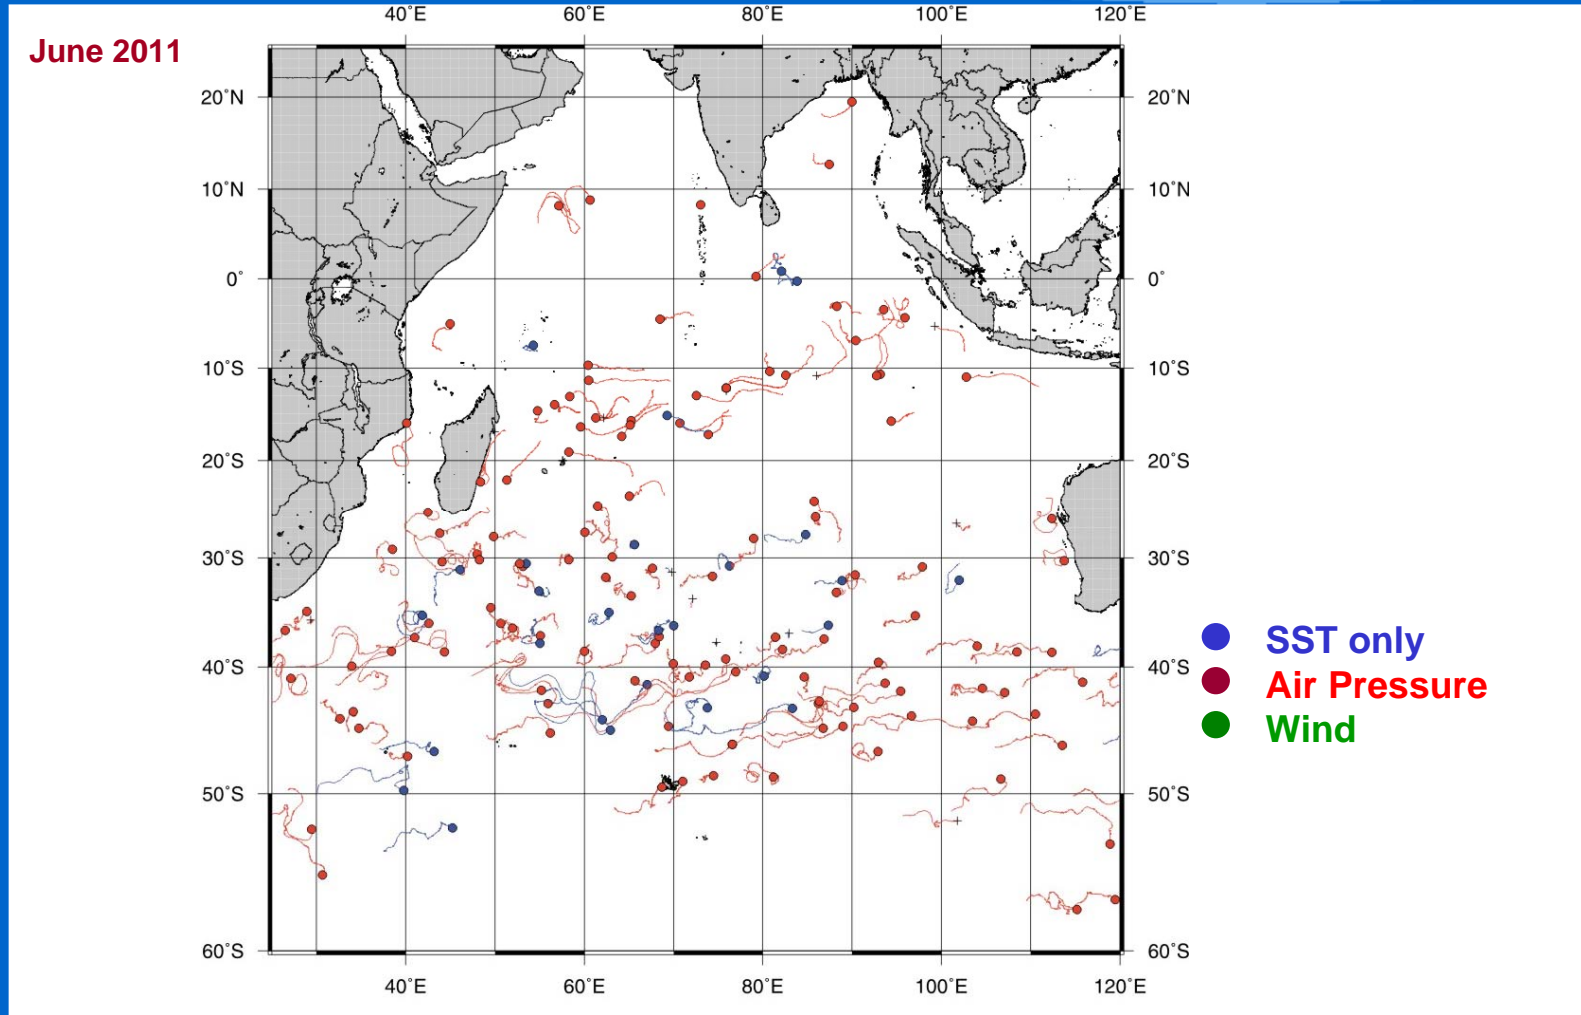 40°E 60°E 80°E 100°E 120°E
June 2011
20°N 20°N
10°N 10°N
0° 0°
10°S 10°S
20°S 20°S
30°S 30°S
SST only
40°S 40°S
Air Pressure
Wind
50°S 50°S
60°S 60°S
40°E 60°E 80°E 100°E 120°E